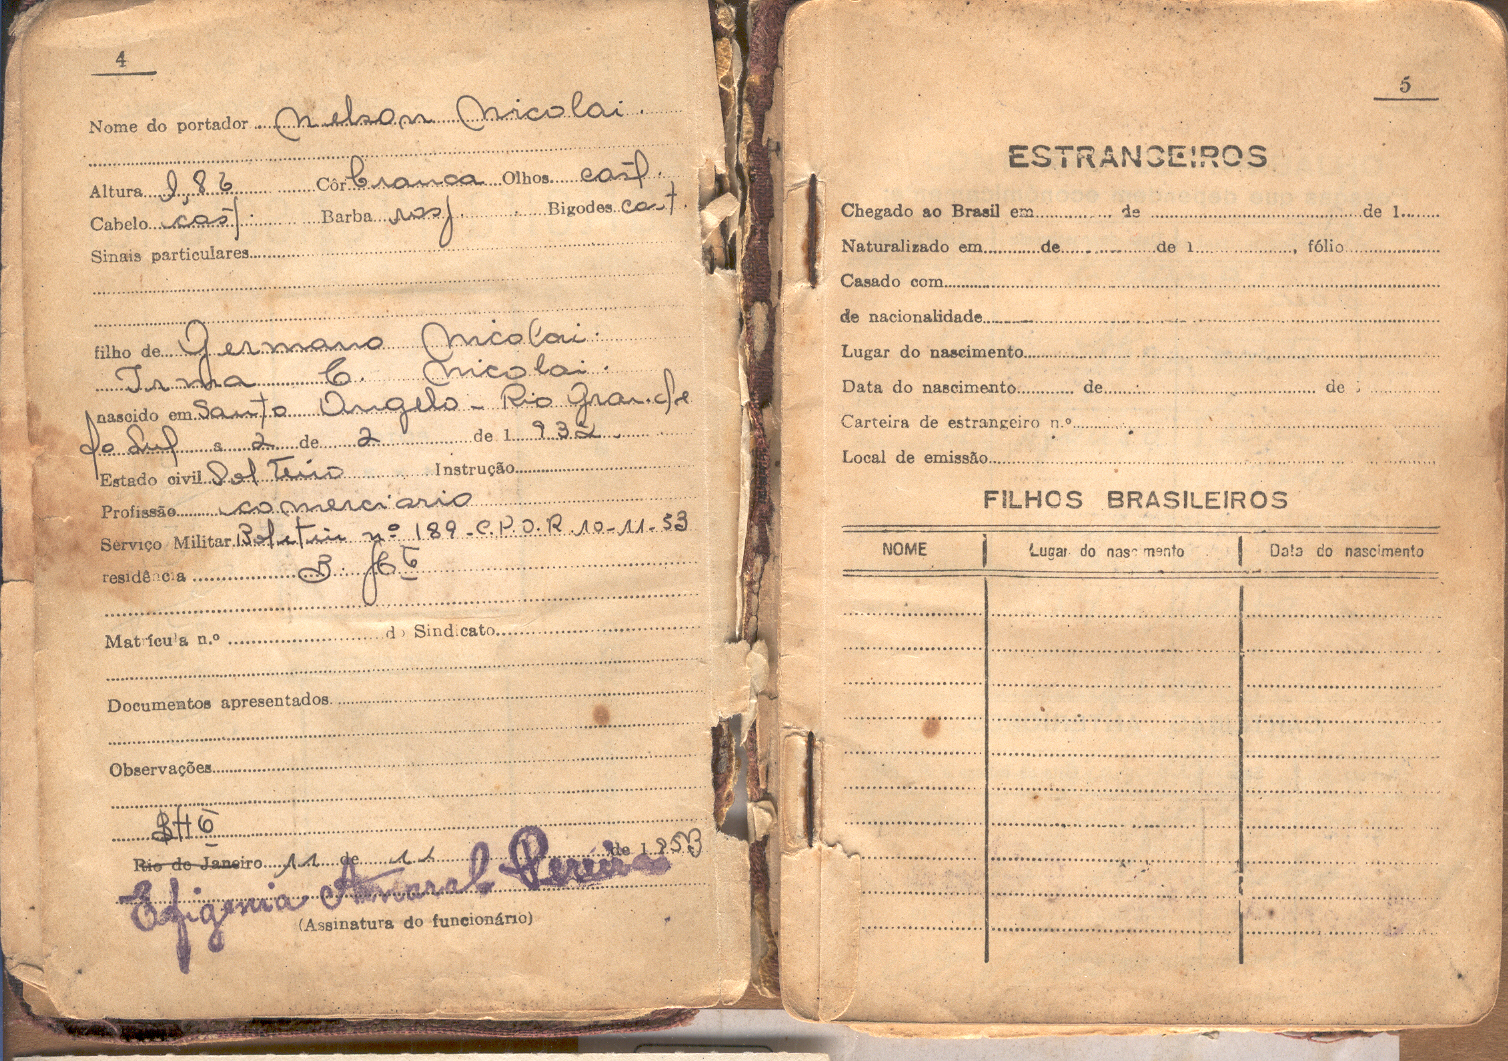 4
Nome do portador Nelson Nicolai.
Altura 1,86 Côr branca Olhos cast.
Cabelo cast. Barba rasp. Bigodes cast.
Sinais particulares
filho de Germano Nicolai.
Irma C. Nicolai.
nascido em Santo Angelo - Rio Grande
do Sul a 2 de 2 de 1 932.
Estado civil Solteiro Instrução
Profissão comerciario
Serviço Militar Boletim nº 189-C.P.O.R. 10-11-53
residência B. Hte
Matrícula n.º do Sindicato
Documentos apresentados
Observações
BHte
Rio de Janeiro 11 de 11 de 1953
Efigenia Amaral Pereira
(Assinatura do funcionário)
5
ESTRANGEIROS
Chegado ao Brasil em de de 1
Naturalizado em de de 1 , fólio
Casado com
de nacionalidade
Lugar do nascimento
Data do nascimento de de
Carteira de estrangeiro n.º
Local de emissão
FILHOS BRASILEIROS
NOME Lugar do nascimento Data do nascimento